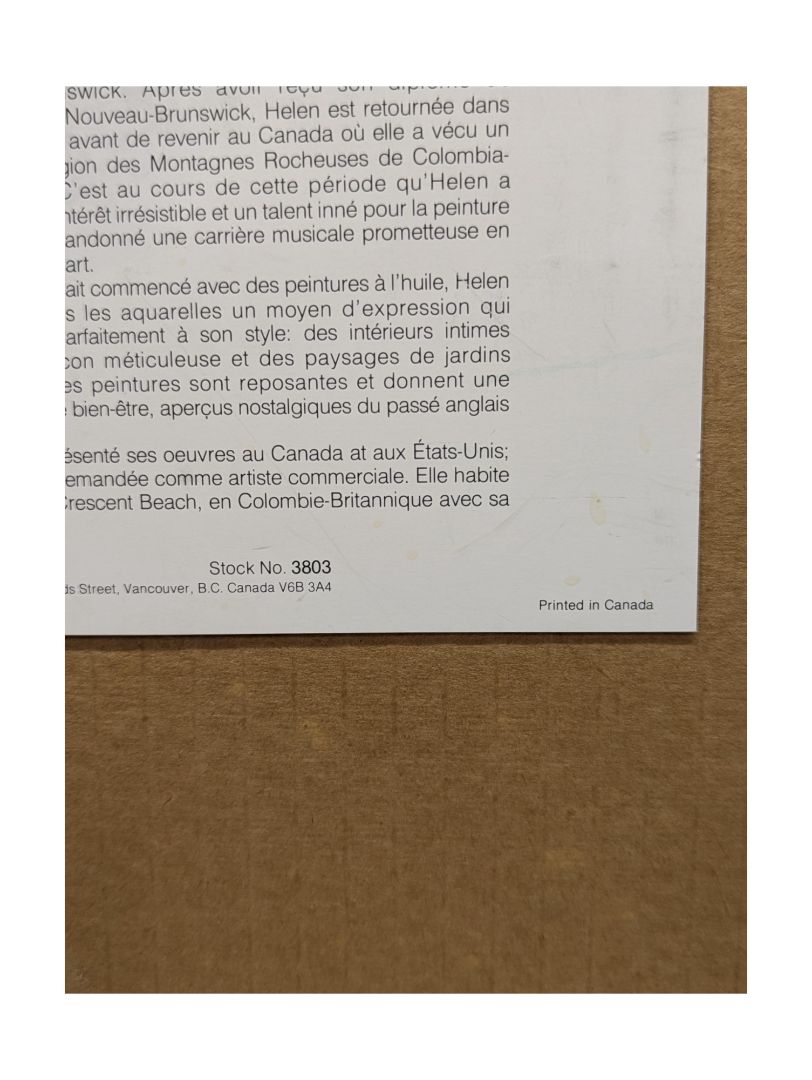 swick. Après avoir reçu son diplôme
Nouveau-Brunswick, Helen est retournée dans
avant de revenir au Canada où elle a vécu un
gion des Montagnes Rocheuses de Colombia-
C'est au cours de cette période qu'Helen a
ntérêt irrésistible et un talent inné pour la peinture
andonné une carrière musicale prometteuse en
art.
ait commencé avec des peintures à l'huile, Helen
s les aquarelles un moyen d'expression qui
arfaitement à son style: des intérieurs intimes
çon méticuleuse et des paysages de jardins
es peintures sont reposantes et donnent une
bien-être, aperçus nostalgiques du passé anglais
ésenté ses oeuvres au Canada at aux États-Unis;
emandée comme artiste commerciale. Elle habite
Crescent Beach, en Colombie-Britannique avec sa
Stock No. 3803
ds Street, Vancouver, B.C. Canada V6B 3A4
Printed in Canada